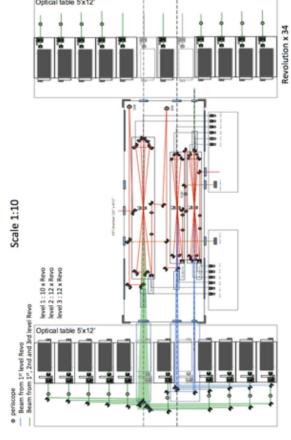 Optical table 5'x12'
Revolution x 34
Scale 1:10
level 1 : 10 x Revo
level 2 : 12 x Revo
level 3 : 12 x Revo
periscope
Beam from 1st level Revo
Beam from 1st, 2nd and 3rd level Revo
Optical table 5'x12'